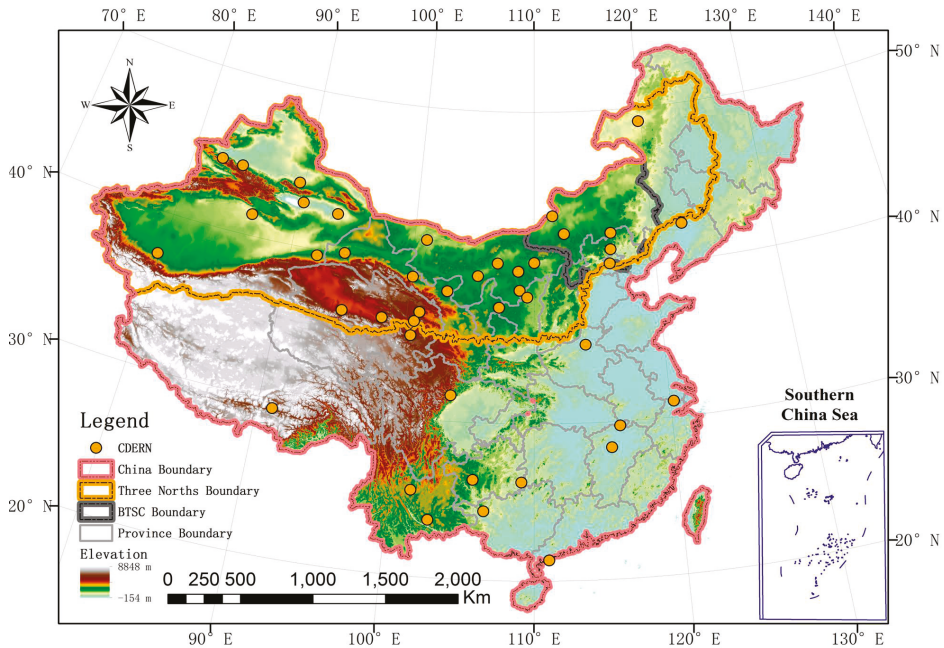 70° E 80° E 90° E 100° E 110° E 120° E 130° E 140° E
50° N
N
W E
S
40° N
40° N
30° N
30° N
20° N
20° N
Southern
China Sea
Legend
CDERN
China Boundary
Three Norths Boundary
BTSC Boundary
Province Boundary
Elevation
8848 m
-154 m
0 250 500 1,000 1,500 2,000
Km
90° E 100° E 110° E 120° E 130° E